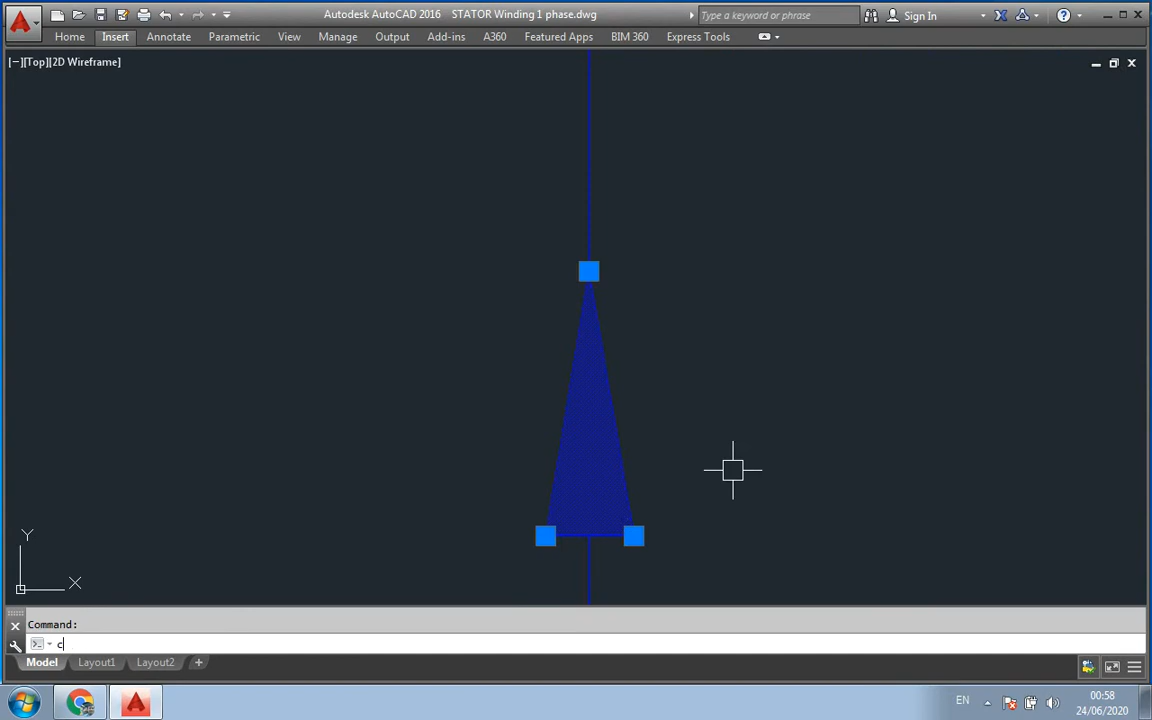 Autodesk AutoCAD 2016 STATOR Winding 1 phase.dwg
Type a keyword or phrase
Sign In
Home Insert Annotate Parametric View Manage Output Add-ins A360 Featured Apps BIM 360 Express Tools
[−][Top][2D Wireframe]
Y
X
Command:
c
Model Layout1 Layout2
EN
00:58
24/06/2020